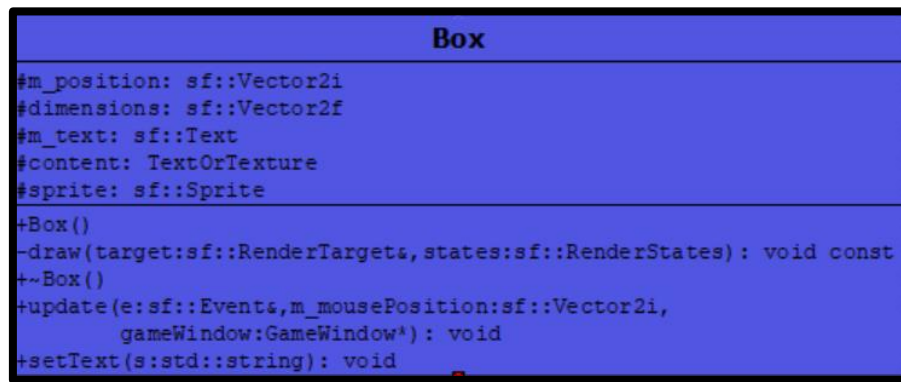 Box
#m_position: sf::Vector2i
#dimensions: sf::Vector2f
#m_text: sf::Text
#content: TextOrTexture
#sprite: sf::Sprite
+Box()
-draw(target:sf::RenderTarget&,states:sf::RenderStates): void const
+~Box()
+update(e:sf::Event&,m_mousePosition:sf::Vector2i,
gameWindow:GameWindow*): void
+setText(s:std::string): void